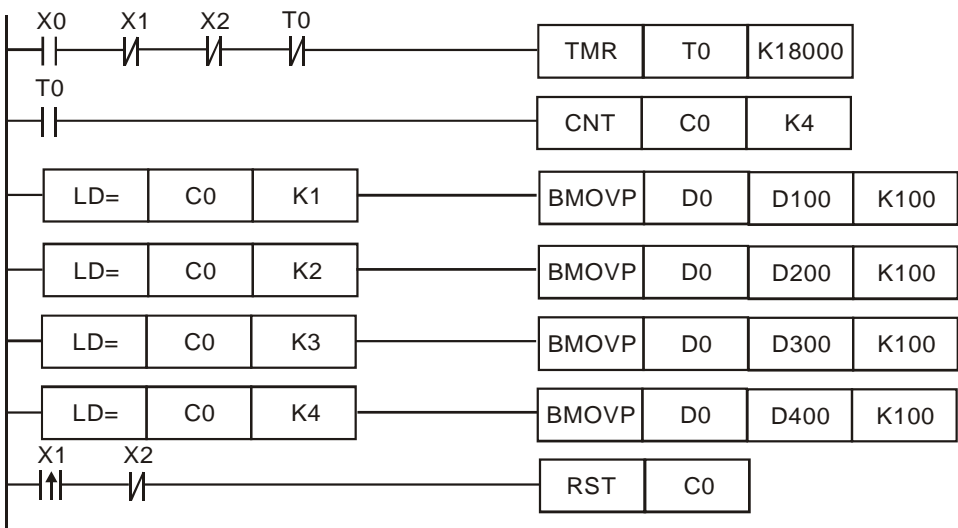 X0 X1 X2 T0
TMR T0 K18000
T0
CNT C0 K4
LD= C0 K1 BMOVP D0 D100 K100
LD= C0 K2 BMOVP D0 D200 K100
LD= C0 K3 BMOVP D0 D300 K100
LD= C0 K4 BMOVP D0 D400 K100
X1 X2
RST C0